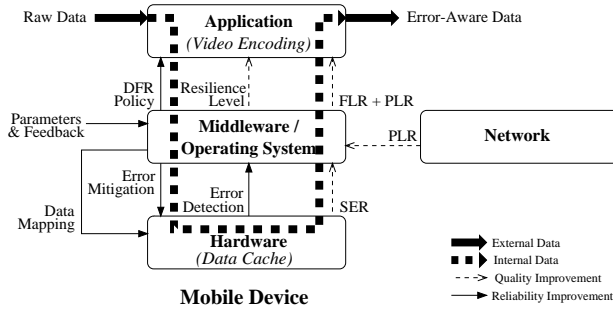 Raw Data
Application
(Video Encoding)
Error-Aware Data
DFR
Policy
Resilience
Level
FLR + PLR
Parameters
& Feedback
Middleware /
Operating System
PLR
Network
Error
Mitigation
Data
Mapping
Error
Detection
SER
Hardware
(Data Cache)
Mobile Device
External Data
Internal Data
Quality Improvement
Reliability Improvement